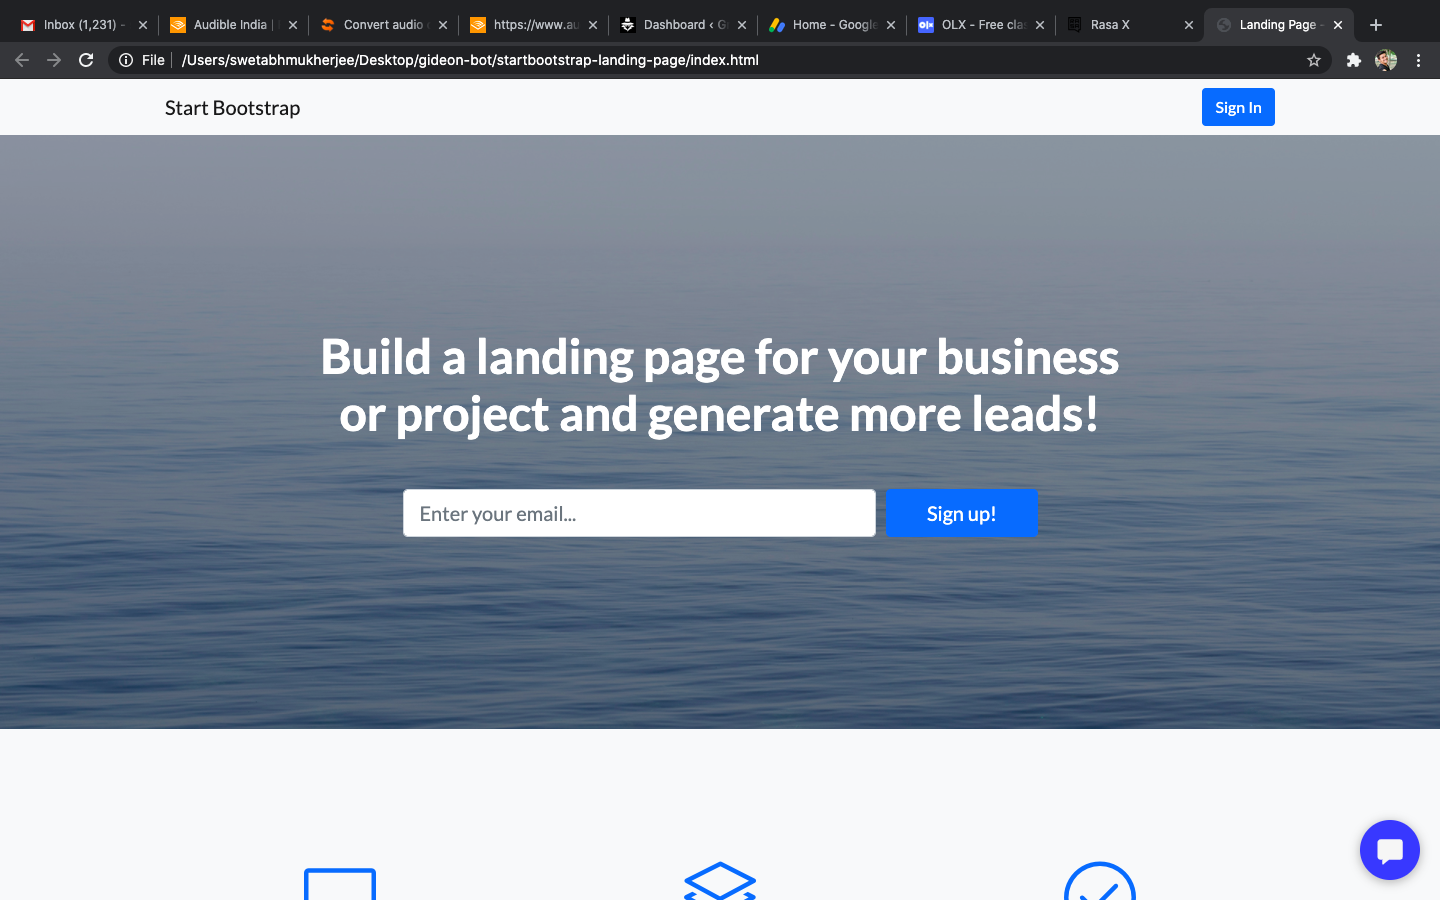 Inbox (1,231) -
Audible India |
Convert audio
https://www.au
Dashboard ‹ G
Home - Google
OLX - Free clas
Rasa X
Landing Page -
File
/Users/swetabhmukherjee/Desktop/gideon-bot/startbootstrap-landing-page/index.html
Start Bootstrap
Sign In
Build a landing page for your business
or project and generate more leads!
Enter your email...
Sign up!